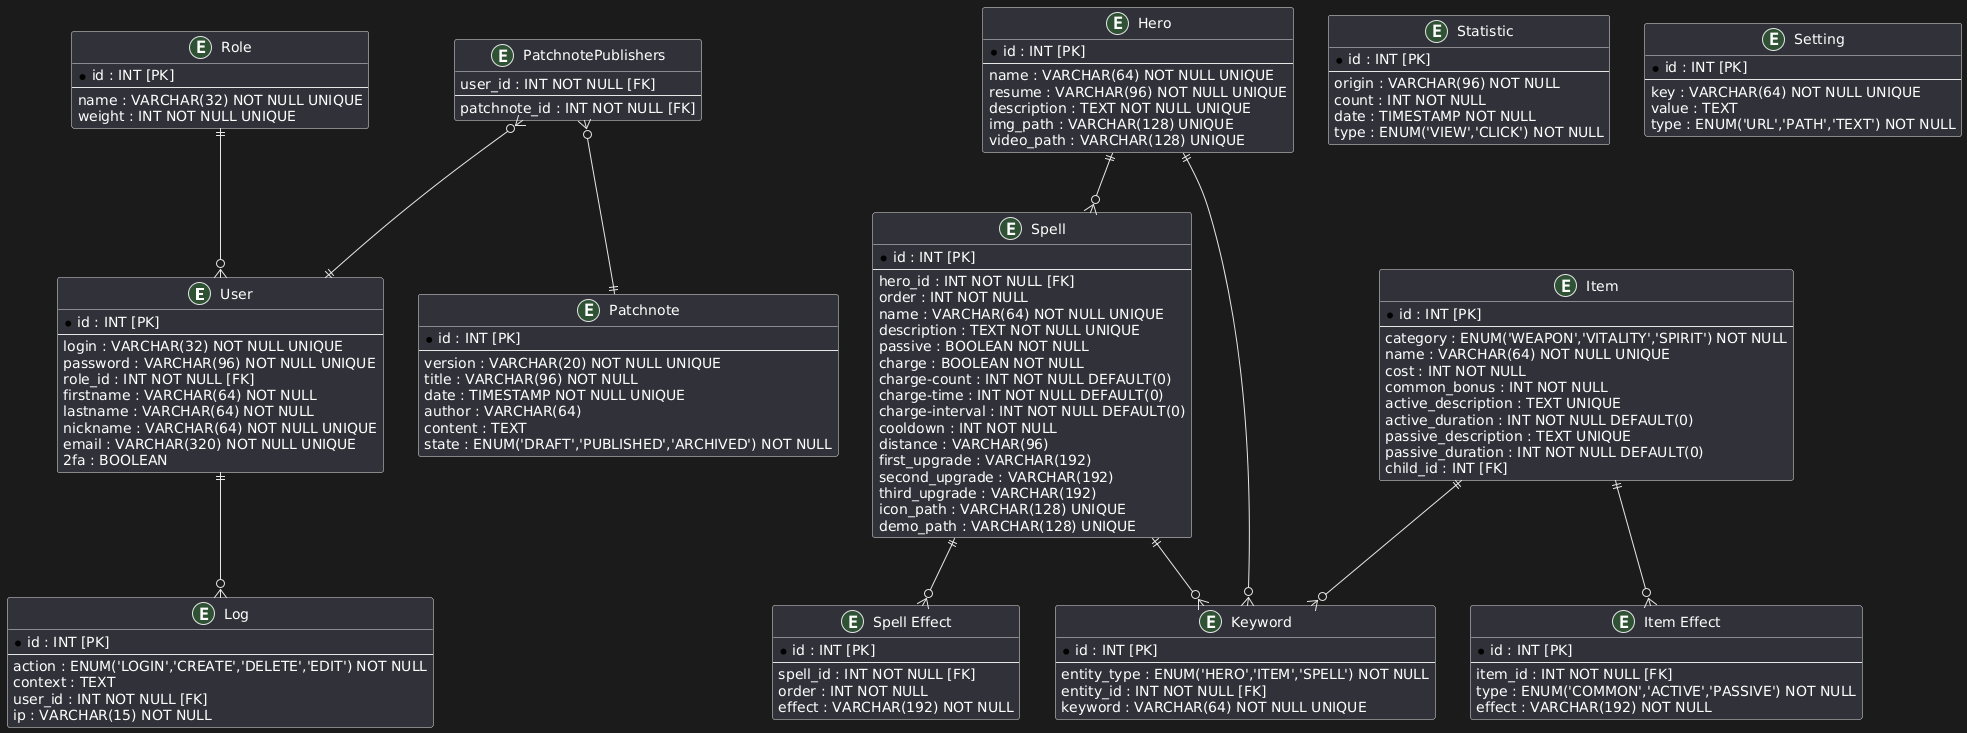 E Role
id : INT [PK]
name : VARCHAR(32) NOT NULL UNIQUE
weight : INT NOT NULL UNIQUE
E PatchnotePublishers
user_id : INT NOT NULL [FK]
patchnote_id : INT NOT NULL [FK]
E Hero
id : INT [PK]
name : VARCHAR(64) NOT NULL UNIQUE
resume : VARCHAR(96) NOT NULL UNIQUE
description : TEXT NOT NULL UNIQUE
img_path : VARCHAR(128) UNIQUE
video_path : VARCHAR(128) UNIQUE
E Statistic
id : INT [PK]
origin : VARCHAR(96) NOT NULL
count : INT NOT NULL
date : TIMESTAMP NOT NULL
type : ENUM('VIEW','CLICK') NOT NULL
E Setting
id : INT [PK]
key : VARCHAR(64) NOT NULL UNIQUE
value : TEXT
type : ENUM('URL','PATH','TEXT') NOT NULL
E User
id : INT [PK]
login : VARCHAR(32) NOT NULL UNIQUE
password : VARCHAR(96) NOT NULL UNIQUE
role_id : INT NOT NULL [FK]
firstname : VARCHAR(64) NOT NULL
lastname : VARCHAR(64) NOT NULL
nickname : VARCHAR(64) NOT NULL UNIQUE
email : VARCHAR(320) NOT NULL UNIQUE
2fa : BOOLEAN
E Patchnote
id : INT [PK]
version : VARCHAR(20) NOT NULL UNIQUE
title : VARCHAR(96) NOT NULL
date : TIMESTAMP NOT NULL UNIQUE
author : VARCHAR(64)
content : TEXT
state : ENUM('DRAFT','PUBLISHED','ARCHIVED') NOT NULL
E Spell
id : INT [PK]
hero_id : INT NOT NULL [FK]
order : INT NOT NULL
name : VARCHAR(64) NOT NULL UNIQUE
description : TEXT NOT NULL UNIQUE
passive : BOOLEAN NOT NULL
charge : BOOLEAN NOT NULL
charge-count : INT NOT NULL DEFAULT(0)
charge-time : INT NOT NULL DEFAULT(0)
charge-interval : INT NOT NULL DEFAULT(0)
cooldown : INT NOT NULL
distance : VARCHAR(96)
first_upgrade : VARCHAR(192)
second_upgrade : VARCHAR(192)
third_upgrade : VARCHAR(192)
icon_path : VARCHAR(128) UNIQUE
demo_path : VARCHAR(128) UNIQUE
E Item
id : INT [PK]
category : ENUM('WEAPON','VITALITY','SPIRIT') NOT NULL
name : VARCHAR(64) NOT NULL UNIQUE
cost : INT NOT NULL
common_bonus : INT NOT NULL
active_description : TEXT UNIQUE
active_duration : INT NOT NULL DEFAULT(0)
passive_description : TEXT UNIQUE
passive_duration : INT NOT NULL DEFAULT(0)
child_id : INT [FK]
E Log
id : INT [PK]
action : ENUM('LOGIN','CREATE','DELETE','EDIT') NOT NULL
context : TEXT
user_id : INT NOT NULL [FK]
ip : VARCHAR(15) NOT NULL
E Spell Effect
id : INT [PK]
spell_id : INT NOT NULL [FK]
order : INT NOT NULL
effect : VARCHAR(192) NOT NULL
E Keyword
id : INT [PK]
entity_type : ENUM('HERO','ITEM','SPELL') NOT NULL
entity_id : INT NOT NULL [FK]
keyword : VARCHAR(64) NOT NULL UNIQUE
E Item Effect
id : INT [PK]
item_id : INT NOT NULL [FK]
type : ENUM('COMMON','ACTIVE','PASSIVE') NOT NULL
effect : VARCHAR(192) NOT NULL